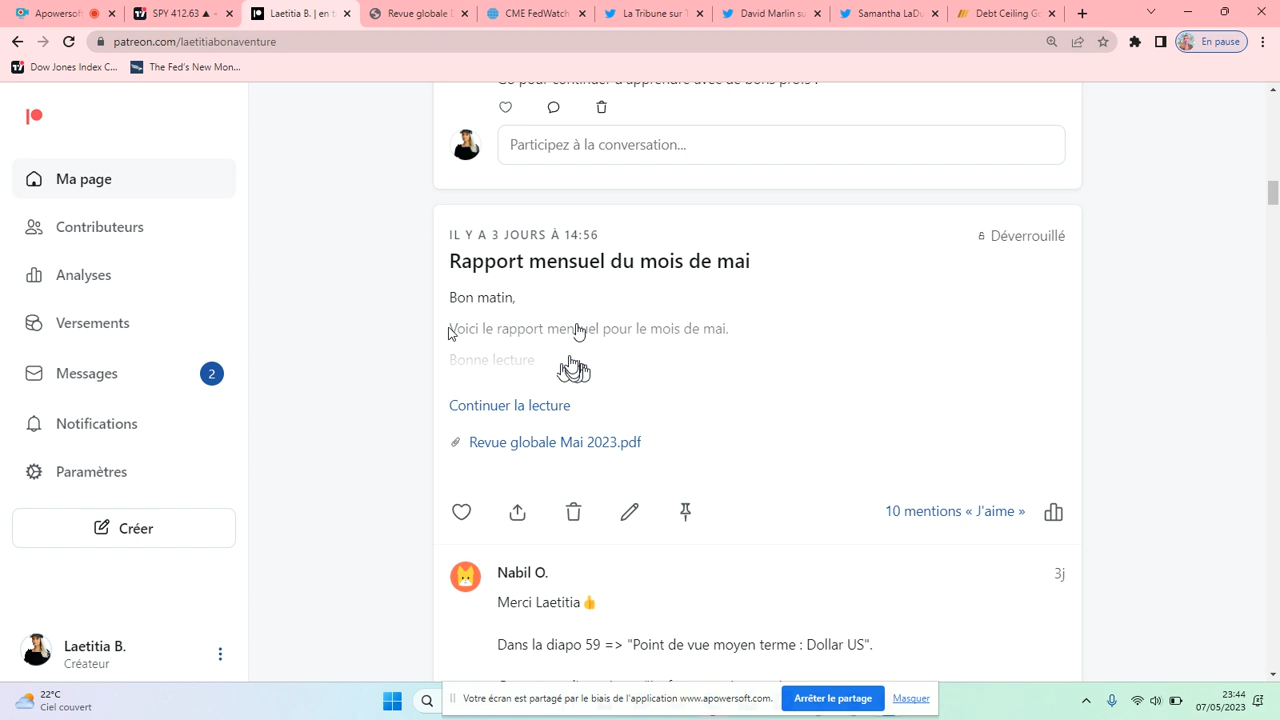 Apowersoft:
SPY 412.63 ▲
Laetitia B. | en t
Revue globale
CME FedWatch
La Tribune sur T
David Marlin su
Samantha LaDu
Debt Ceiling G
patreon.com/laetitiabonaventure
En pause
Dow Jones Index C...
The Fed's New Mon...
Participez à la conversation...
Ma page
Contributeurs
Analyses
Versements
Messages
2
Notifications
Paramètres
Créer
Laetitia B.
Créateur
IL Y A 3 JOURS À 14:56
Déverrouillé
Rapport mensuel du mois de mai
Bon matin,
Voici le rapport mensuel pour le mois de mai.
Bonne lecture
Continuer la lecture
Revue globale Mai 2023.pdf
10 mentions « J'aime »
Nabil O.
3j
Merci Laetitia👍
Dans la diapo 59 => "Point de vue moyen terme : Dollar US".
22°C
Ciel couvert
Votre écran est partagé par le biais de l'application www.apowersoft.com.
Arrêter le partage
Masquer
23:44
07/05/2023